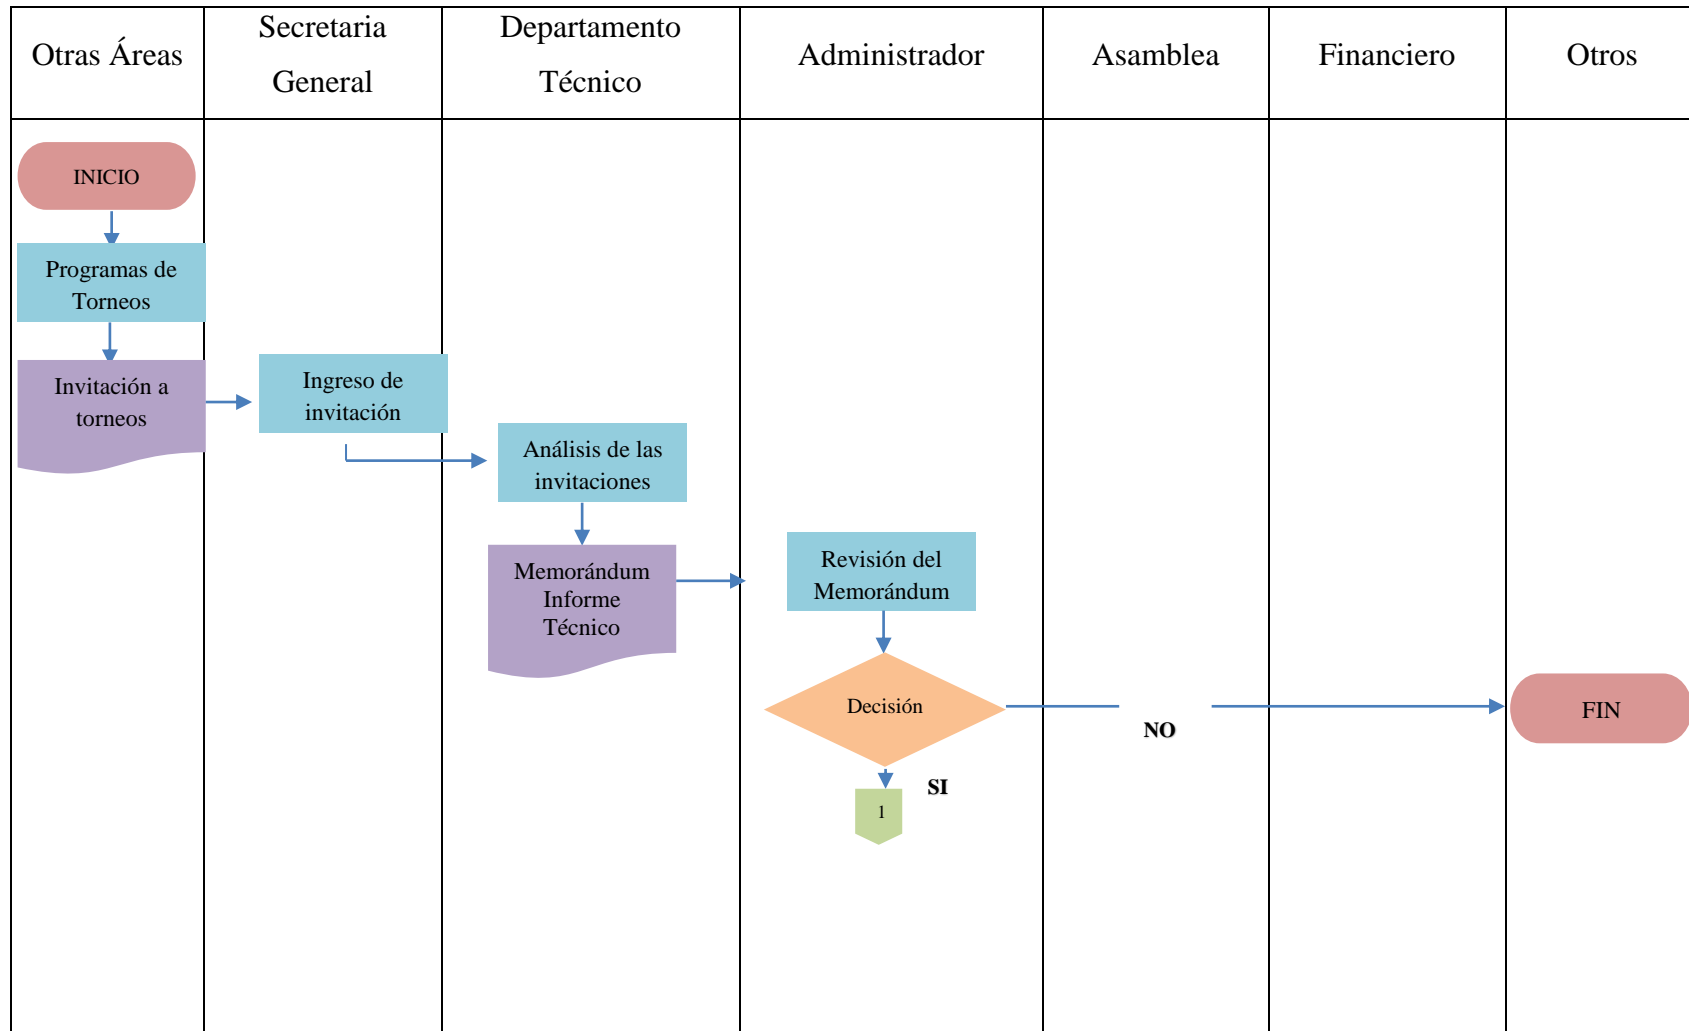 Otras Áreas
Secretaria
General
Departamento
Técnico
Administrador
Asamblea
Financiero
Otros
INICIO
Programas de
Torneos
Invitación a
torneos
Ingreso de
invitación
Análisis de las
invitaciones
Memorándum
Informe
Técnico
Revisión del
Memorándum
Decisión
NO
FIN
SI
1